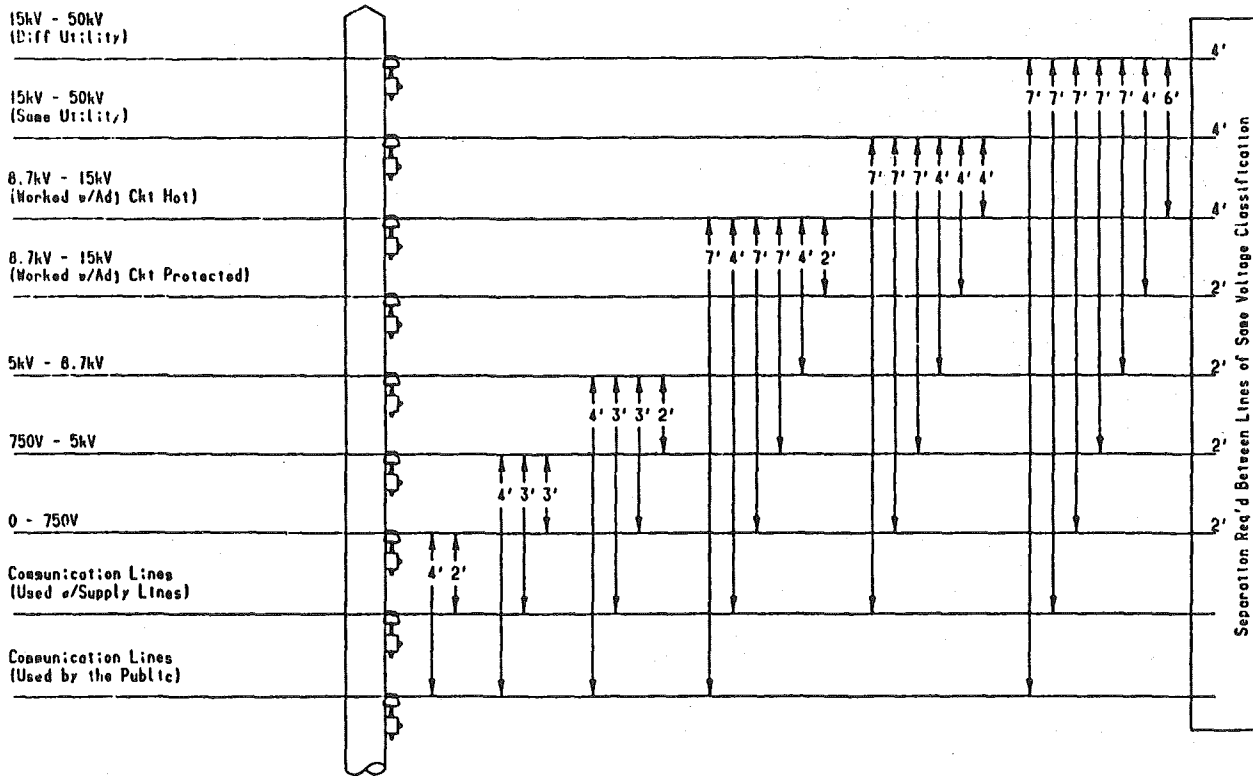 15kV - 50kV
(Diff Utility)
4'
7' 7' 7' 7' 7' 4' 6'
15kV - 50kV
(Same Utility)
4'
7' 7' 7' 4' 4' 4'
8.7kV - 15kV
(Worked w/Adj Ckt Hot)
4'
7' 4' 7' 7' 4' 2'
8.7kV - 15kV
(Worked w/Adj Ckt Protected)
2'
5kV - 8.7kV
2'
4' 3' 3' 2'
750V - 5kV
2'
4' 3' 3'
0 - 750V
2'
4' 2'
Communication Lines
(Used w/Supply Lines)
Communication Lines
(Used by the Public)
Separation Req'd Between Lines of Same Voltage Classification